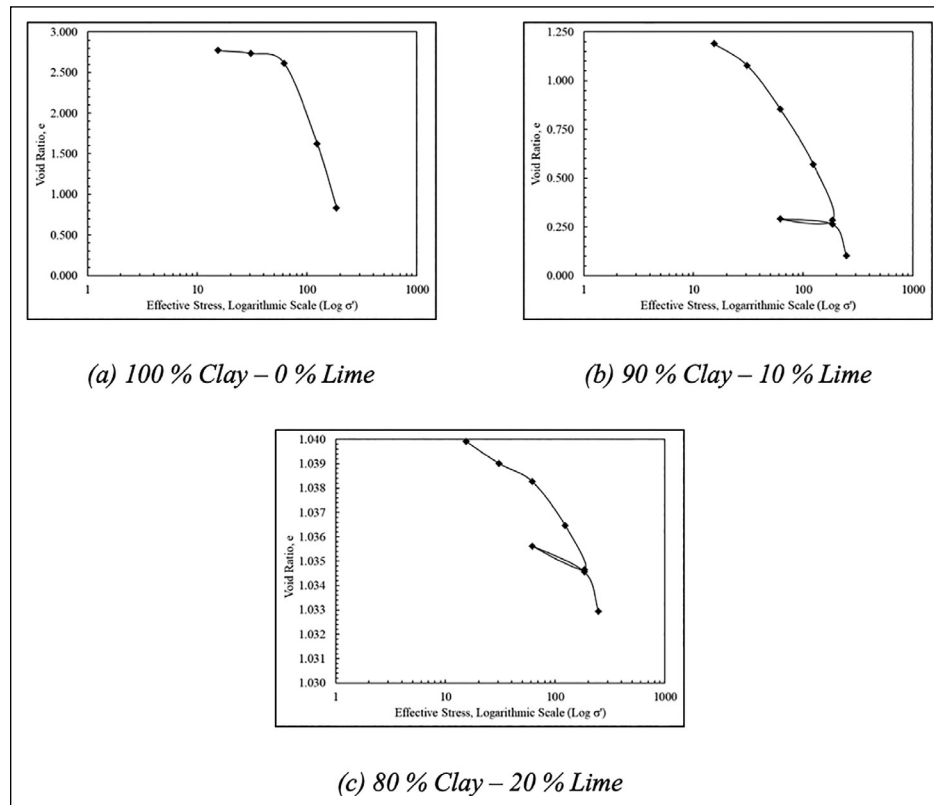 3.000
2.500
2.000
1.500
1.000
0.500
0.000
Void Ratio, e
1 10 100 1000
Effective Stress, Logarithmic Scale (Log σ')
(a) 100 % Clay – 0 % Lime
1.250
1.000
0.750
0.500
0.250
0.000
Void Ratio, e
1 10 100 1000
Effective Stress, Logarithmic Scale (Log σ')
(b) 90 % Clay – 10 % Lime
1.040
1.039
1.038
1.037
1.036
1.035
1.034
1.033
1.032
1.031
1.030
Void Ratio, e
1 10 100 1000
Effective Stress, Logarithmic Scale (Log σ')
(c) 80 % Clay – 20 % Lime